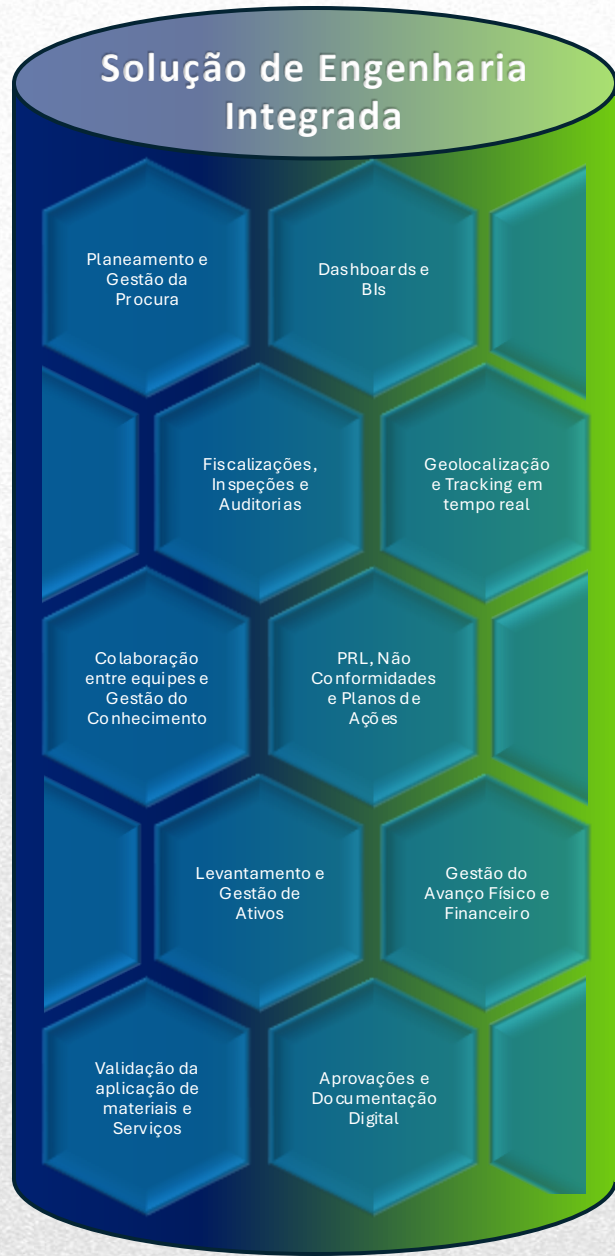 Solução de Engenharia
Integrada
Planeamento e
Gestão da
Procura
Dashboards e
BIs
Fiscalizações,
Inspeções e
Auditorias
Geolocalização
e Tracking em
tempo real
Colaboração
entre equipes e
Gestão do
Conhecimento
PRL, Não
Conformidades
e Planos de
Ações
Levantamento e
Gestão de
Ativos
Gestão do
Avanço Físico e
Financeiro
Validação da
aplicação de
materiais e
Serviços
Aprovações e
Documentação
Digital